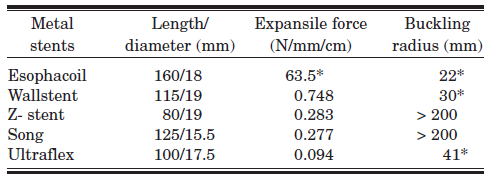 Metal Length/ Expansile force Buckling
stents diameter (mm) (N/mm/cm) radius (mm)
Esophacoil 160/18 63.5* 22*
Wallstent 115/19 0.748 30*
Z- stent 80/19 0.283 > 200
Song 125/15.5 0.277 > 200
Ultraflex 100/17.5 0.094 41*